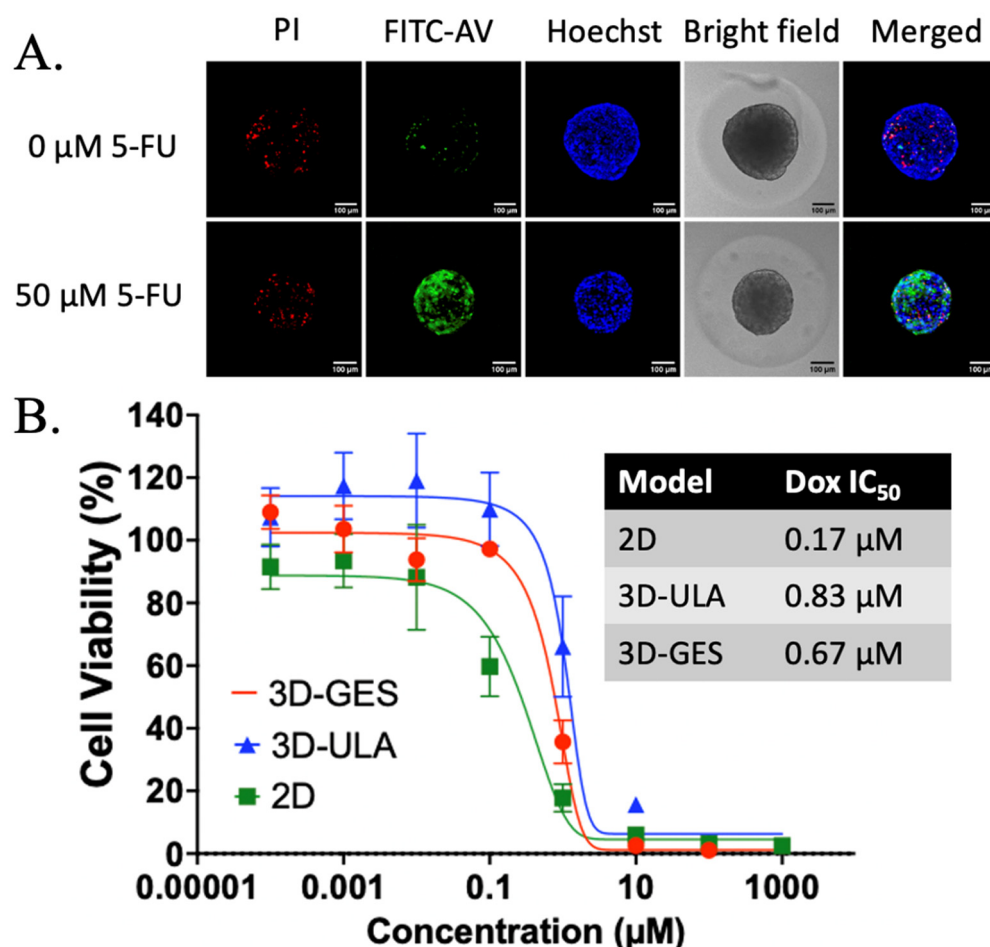 A.
PI FITC-AV Hoechst Bright field Merged
0 µM 5-FU
100 µm 100 µm 100 µm 100 µm 100 µm
50 µM 5-FU
100 µm 100 µm 100 µm 100 µm 100 µm
B.
Cell Viability (%)
140
120
100
80
60
40
20
0
3D-GES
3D-ULA
2D
Model Dox IC50
2D 0.17 µM
3D-ULA 0.83 µM
3D-GES 0.67 µM
0.00001 0.001 0.1 10 1000
Concentration (µM)